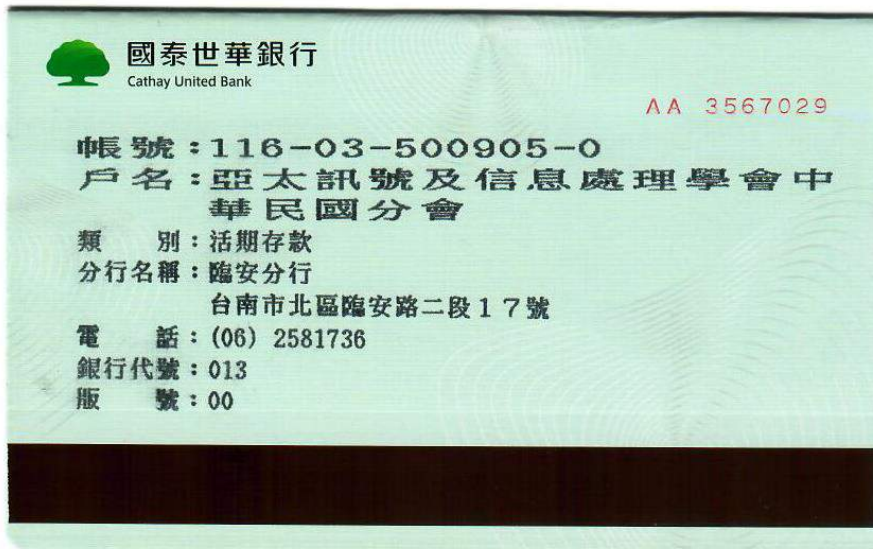 國泰世華銀行
Cathay United Bank
AA 3567029
帳號：116-03-500905-0
戶名：亞太訊號及信息處理學會中
華民國分會
類　別：活期存款
分行名稱：臨安分行
台南市北區臨安路二段１７號
電　話：(06) 2581736
銀行代號：013
版　號：00